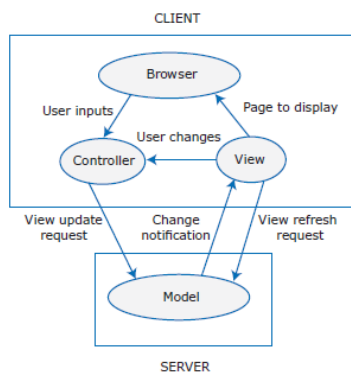 CLIENT
Browser
User inputs
Page to display
User changes
Controller
View
View update
request
Change
notification
View refresh
request
Model
SERVER